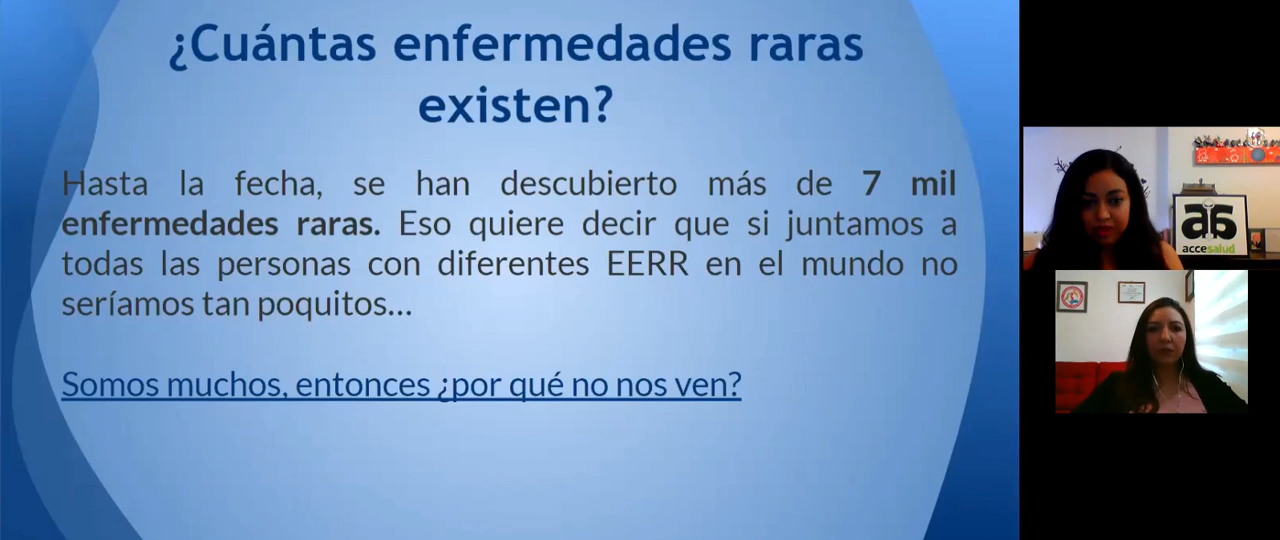 ¿Cuántas enfermedades raras
existen?
Hasta la fecha, se han descubierto más de 7 mil
enfermedades raras. Eso quiere decir que si juntamos a
todas las personas con diferentes EERR en el mundo no
seríamos tan poquitos...
Somos muchos, entonces ¿por qué no nos ven?
accesalud